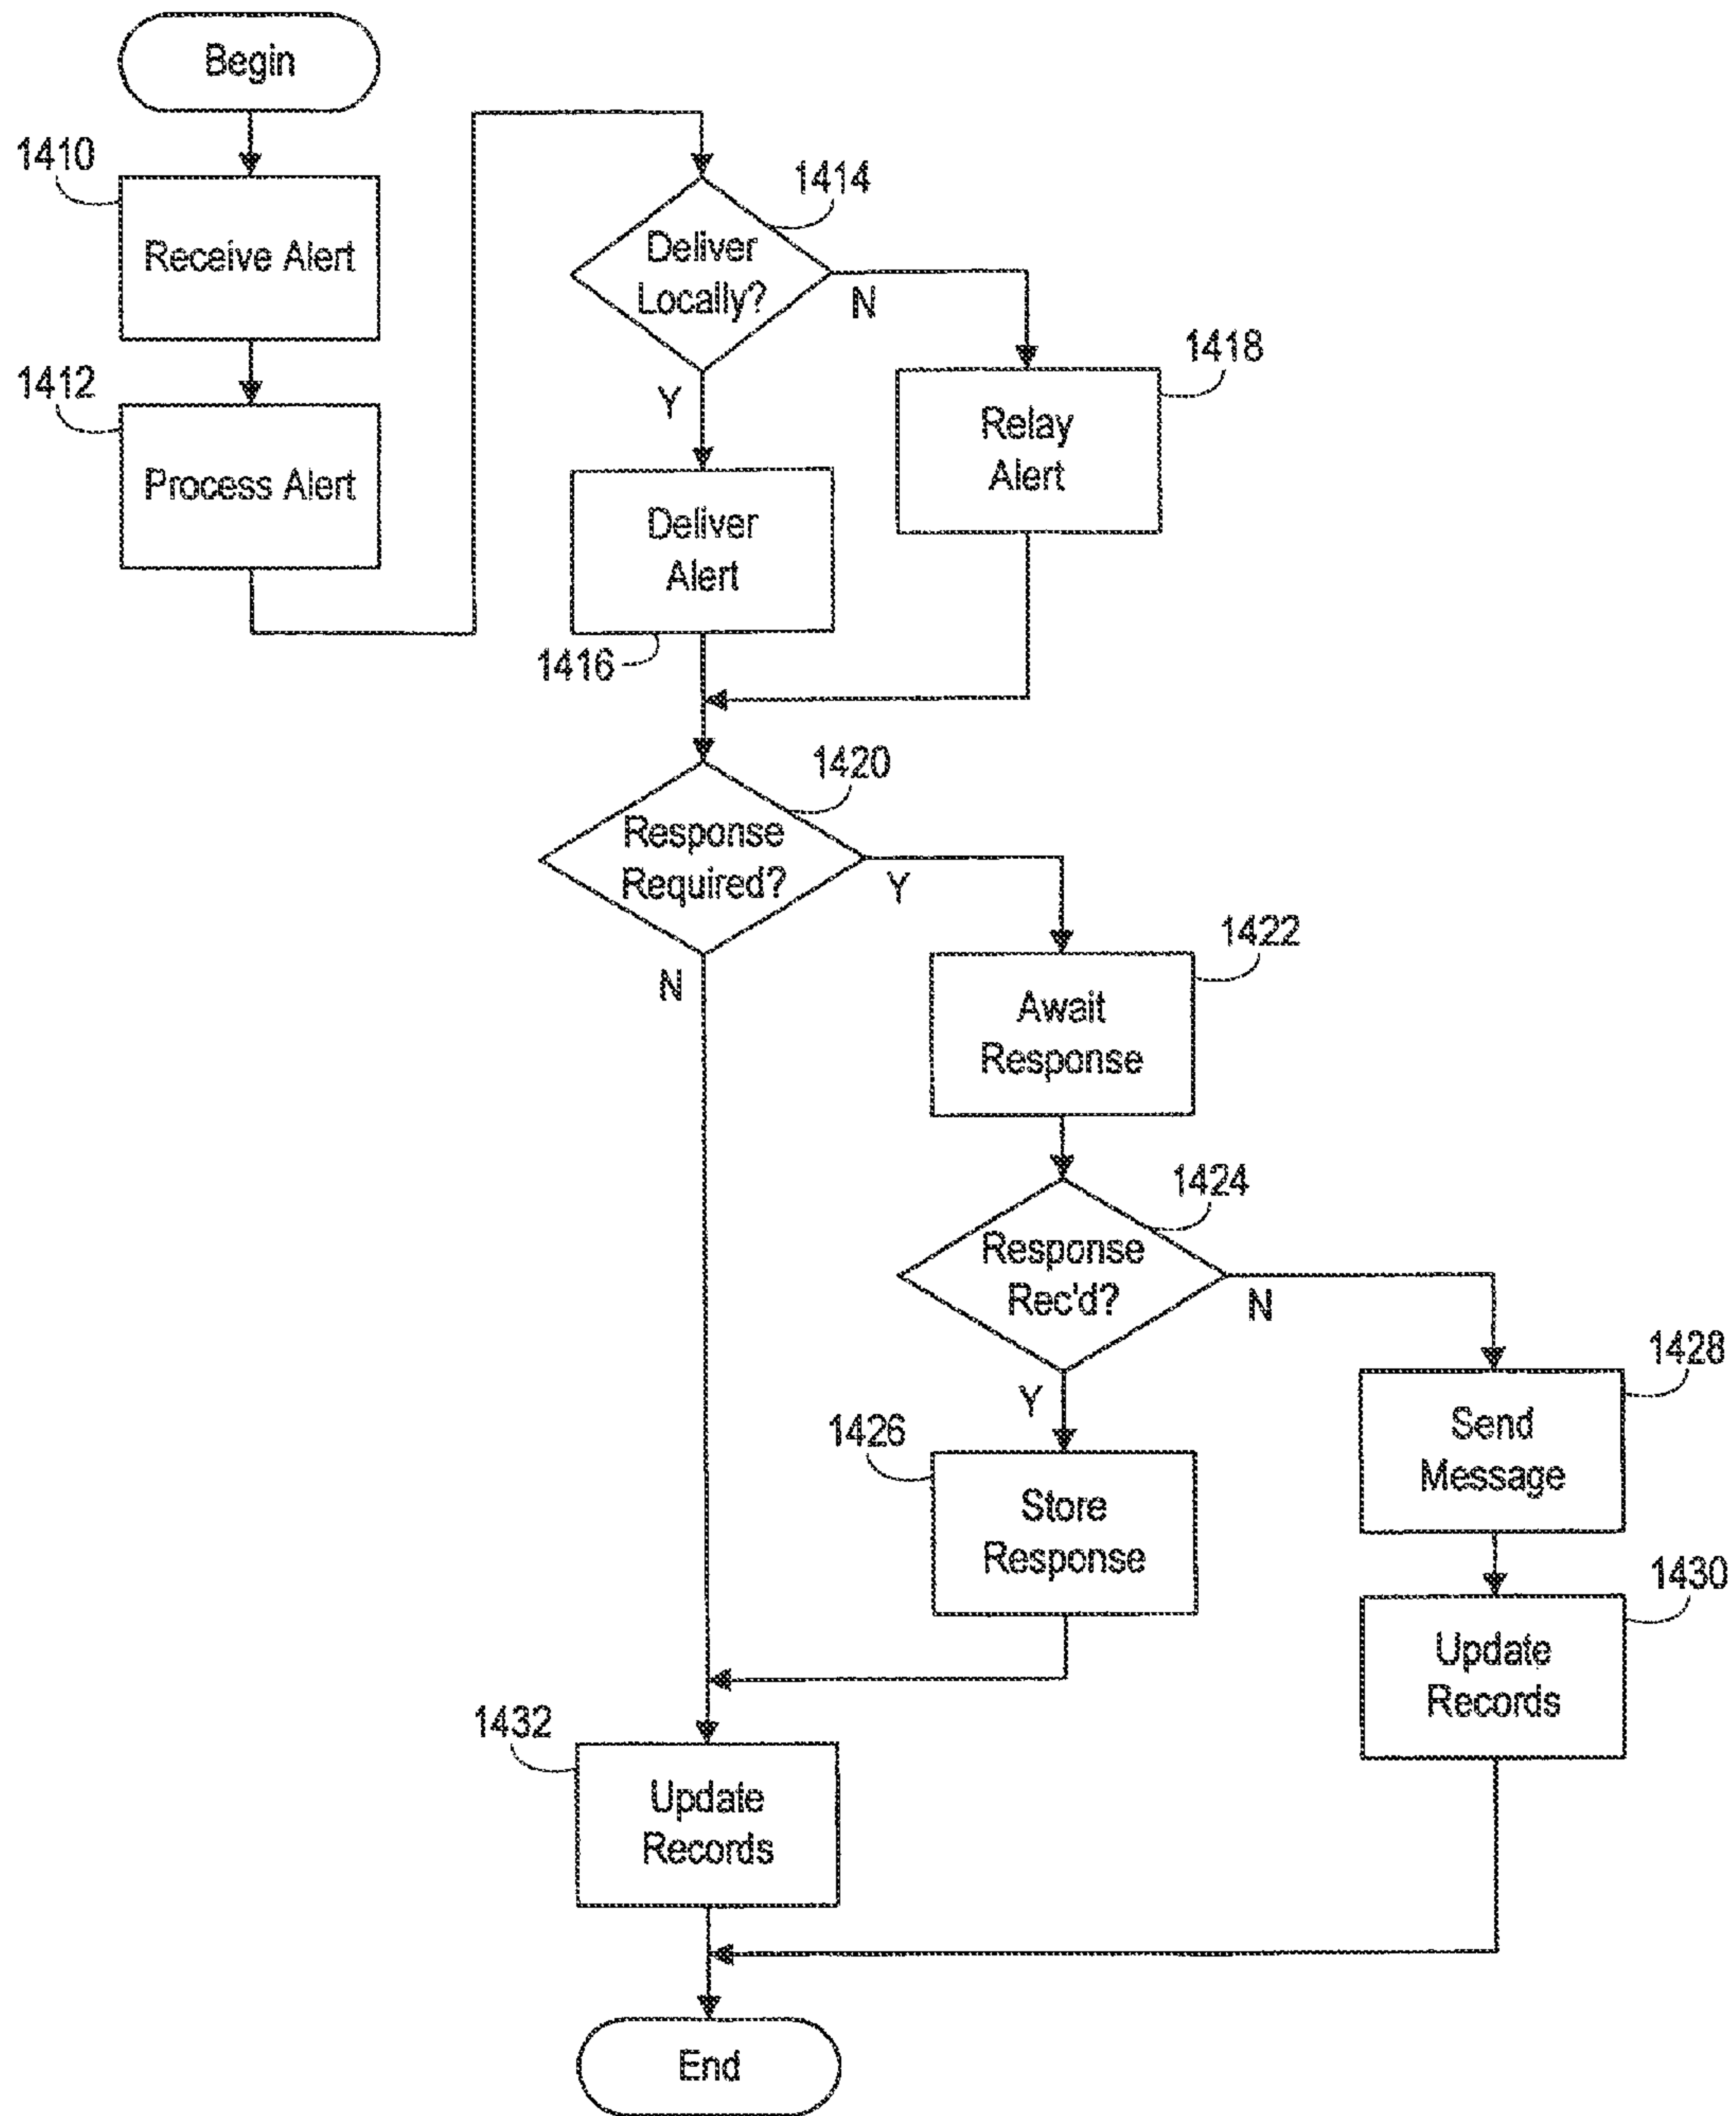 Begin
1410
Receive Alert
1412
Process Alert
1414
Deliver
Locally?
N
Y
1418
Relay
Alert
Deliver
Alert
1416
1420
Response
Required?
Y
N
1422
Await
Response
1424
Response
Rec'd?
N
Y
1428
Send
Message
1426
Store
Response
1430
Update
Records
1432
Update
Records
End